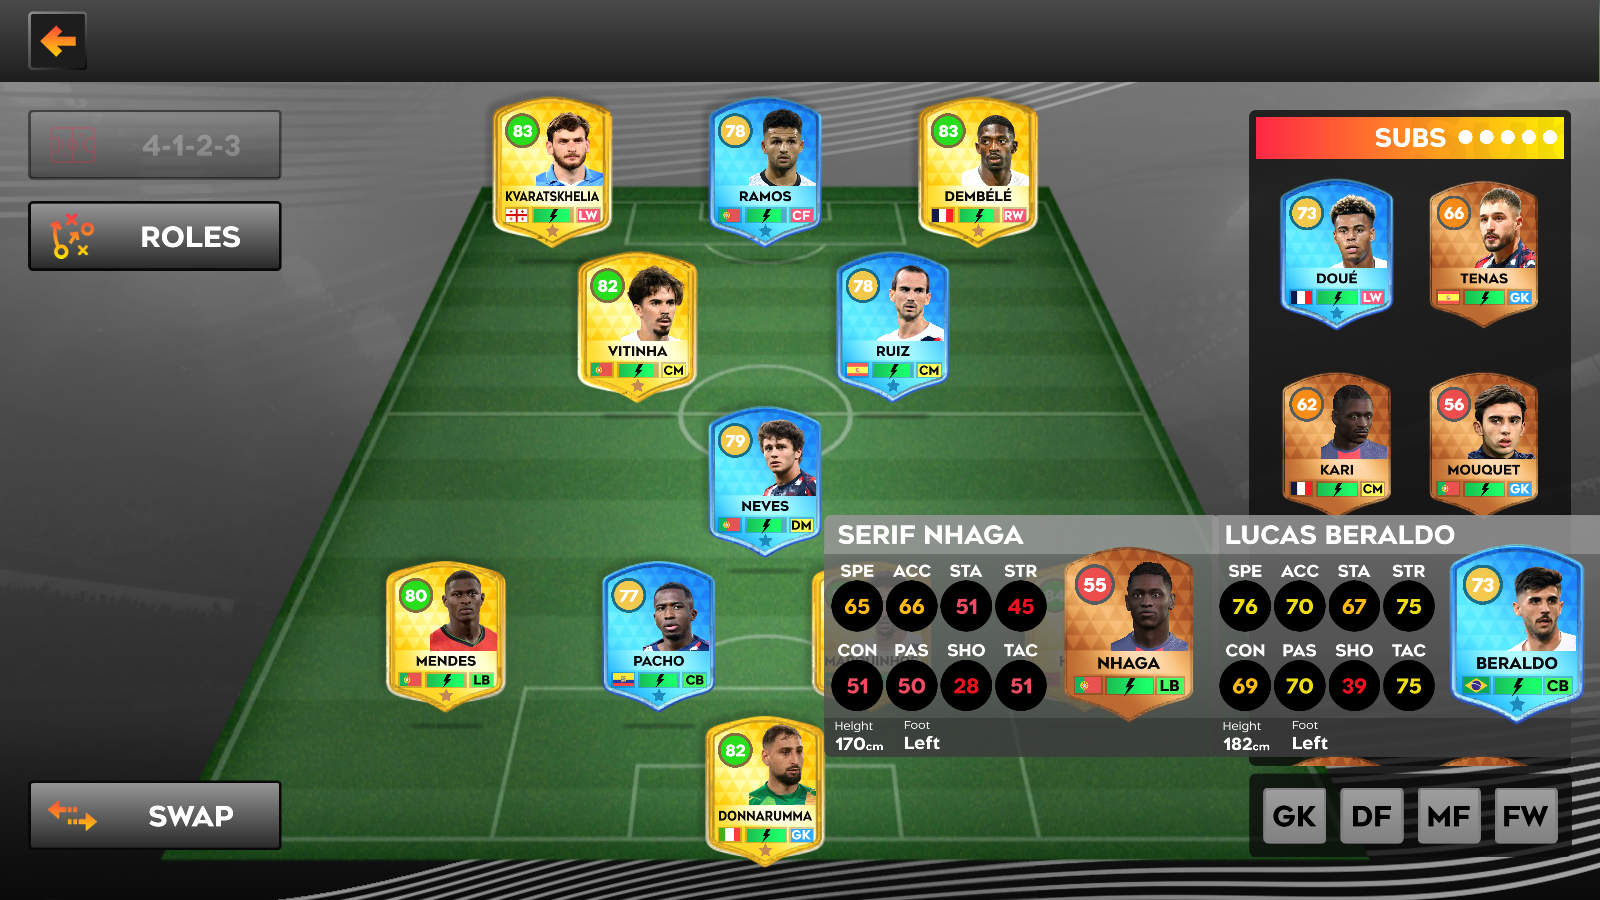 4-1-2-3
ROLES
SWAP
83
KVARATSKHELIA
LW
78
RAMOS
CF
83
DEMBÉLÉ
RW
82
VITINHA
CM
78
RUIZ
CM
79
NEVES
DM
80
MENDES
LB
77
PACHO
CB
MARQUINHOS
84
82
DONNARUMMA
GK
SUBS
73
DOUÉ
LW
66
TENAS
GK
62
KARI
CM
56
MOUQUET
GK
SERIF NHAGA
SPE ACC STA STR
65 66 51 45
CON PAS SHO TAC
51 50 28 51
Height Foot
170cm Left
55
NHAGA
LB
LUCAS BERALDO
SPE ACC STA STR
76 70 67 75
CON PAS SHO TAC
69 70 39 75
Height Foot
182cm Left
73
BERALDO
CB
GK DF MF FW